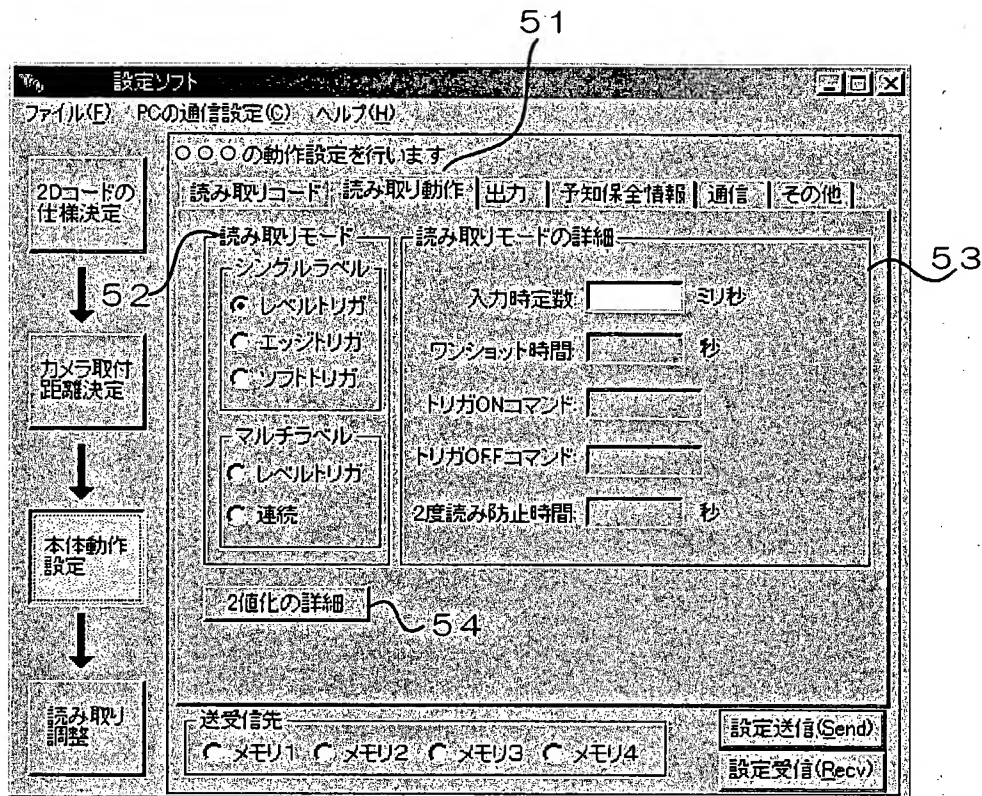 51
設定ソフト
ファイル(F) PCの通信設定(C) ヘルプ(H)
○○○の動作設定を行います
読み取りコード 読み取り動作 出力 予知保全情報 通信 その他
2Dコードの
仕様決定
カメラ取付
距離決定
本体動作
設定
読み取り
調整
52
読み取りモード
シングルラベル
レベルトリガ
エッジトリガ
ソフトトリガ
マルチラベル
レベルトリガ
連続
読み取りモードの詳細
53
入力時定数: ミリ秒
ワンショット時間: 秒
トリガONコマンド:
トリガOFFコマンド:
2度読み防止時間: 秒
2値化の詳細
54
送受信先
メモリ1 メモリ2 メモリ3 メモリ4
設定送信(Send)
設定受信(Recv)